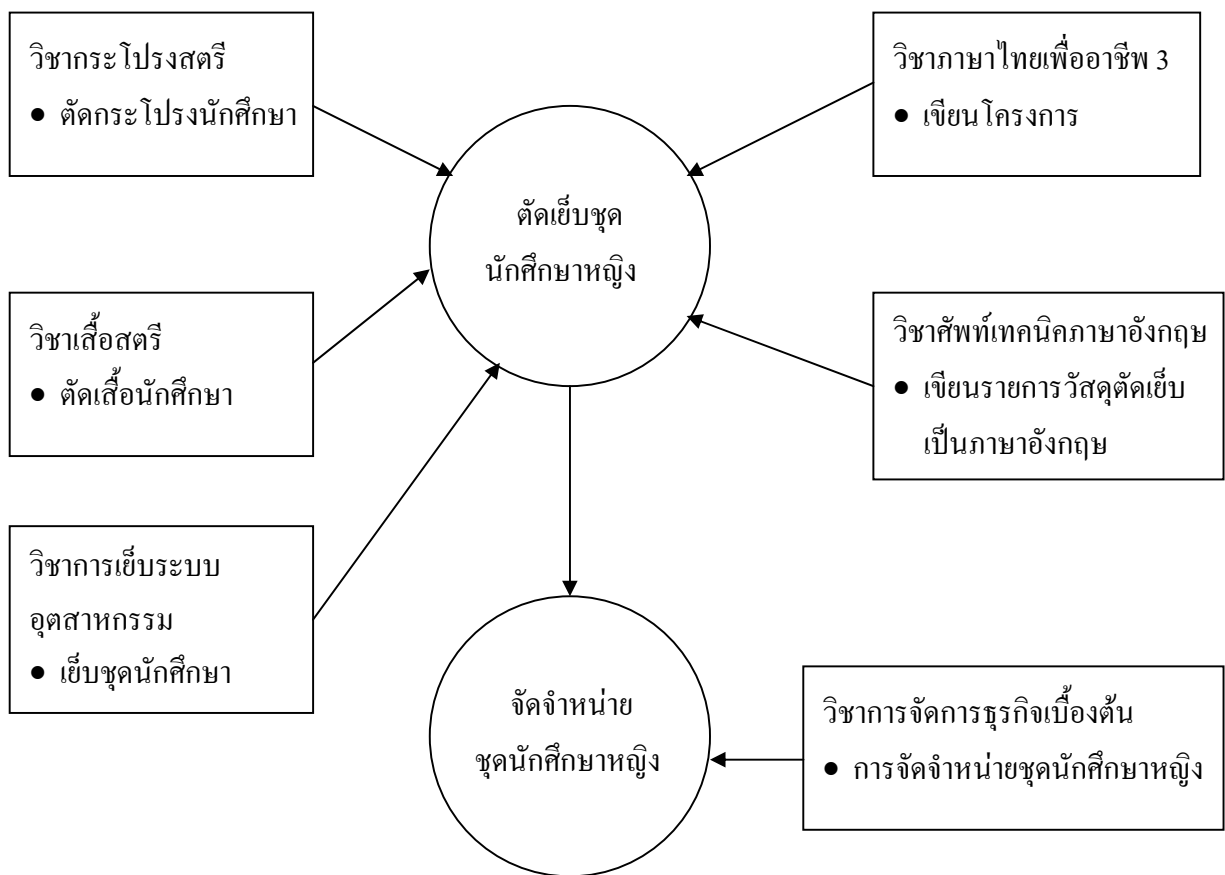 วิชากระโปรงสตรี
● ตัดกระโปรงนักศึกษา
วิชาภาษาไทยเพื่ออาชีพ 3
● เขียนโครงการ
ตัดเย็บชุด
นักศึกษาหญิง
วิชาเสื้อสตรี
● ตัดเสื้อนักศึกษา
วิชาศัพท์เทคนิคภาษาอังกฤษ
● เขียนรายการวัสดุตัดเย็บ
เป็นภาษาอังกฤษ
วิชาการเย็บระบบ
อุตสาหกรรม
● เย็บชุดนักศึกษา
จัดจำหน่าย
ชุดนักศึกษาหญิง
วิชาการจัดการธุรกิจเบื้องต้น
● การจัดจำหน่ายชุดนักศึกษาหญิง